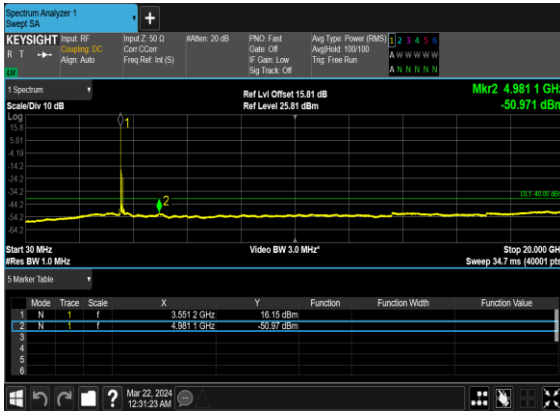 Spectrum Analyzer 1
Swept SA
+
KEYSIGHT
R T
Input: RF
Coupling: DC
Align: Auto
Input Z: 50 Ω
Corr CCorr
Freq Ref: Int (S)
#Atten: 20 dB
PNO: Fast
Gate: Off
IF Gain: Low
Sig Track: Off
Avg Type: Power (RMS)
Avg|Hold: 100/100
Trig: Free Run
1 2 3 4 5 6
A W W W W W
A N N N N N
1 Spectrum
Scale/Div 10 dB
Ref Lvl Offset 15.81 dB
Ref Level 25.81 dBm
Mkr2 4.981 1 GHz
-50.971 dBm
Log
15.8
5.81
-4.19
-14.2
-24.2
-34.2
-44.2
-54.2
-64.2
1
2
DL1 -40.00 dBm
Start 30 MHz
#Res BW 1.0 MHz
Video BW 3.0 MHz*
Stop 20.000 GHz
Sweep 34.7 ms (40001 pts)
5 Marker Table
Mode Trace Scale X Y Function Function Width Function Value
1 N 1 f 3.551 2 GHz 16.15 dBm
2 N 1 f 4.981 1 GHz -50.97 dBm
3
4
5
6
?
Mar 22, 2024
12:31:23 AM